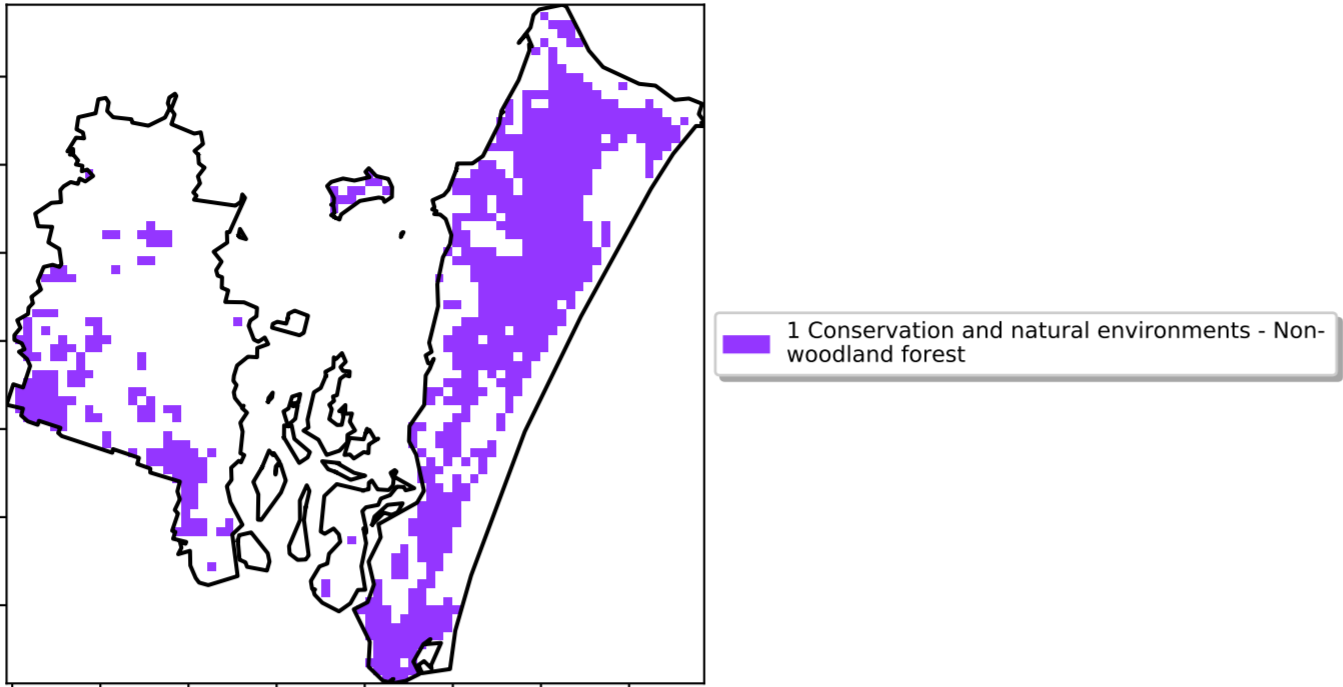 1 Conservation and natural environments - Non-
woodland forest